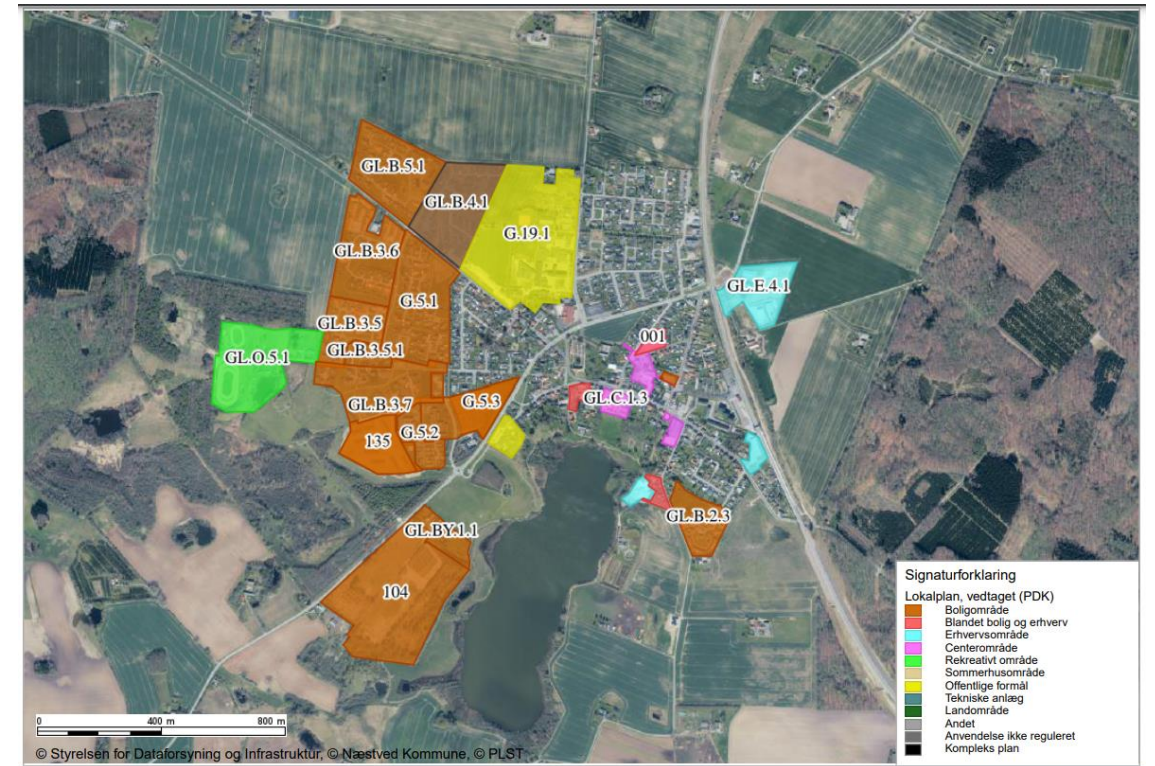 GL.B.5.1
GL.B.4.1
G.19.1
GL.B.3.6
G.5.1
GL.E.4.1
GL.B.3.5
001
GL.B.3.5.1
GL.O.5.1
GL.C.1.3
GL.B.3.7
G.5.3
G.5.2
135
GL.B.2.3
GL.BY.1.1
104
Signaturforklaring
Lokalplan, vedtaget (PDK)
Boligområde
Blandet bolig og erhverv
Erhvervsområde
Centerområde
Rekreativt område
Sommerhusområde
Offentlige formål
Tekniske anlæg
Landområde
Andet
Anvendelse ikke reguleret
Kompleks plan
0 400 m 800 m
© Styrelsen for Dataforsyning og Infrastruktur, © Næstved Kommune, © PLST